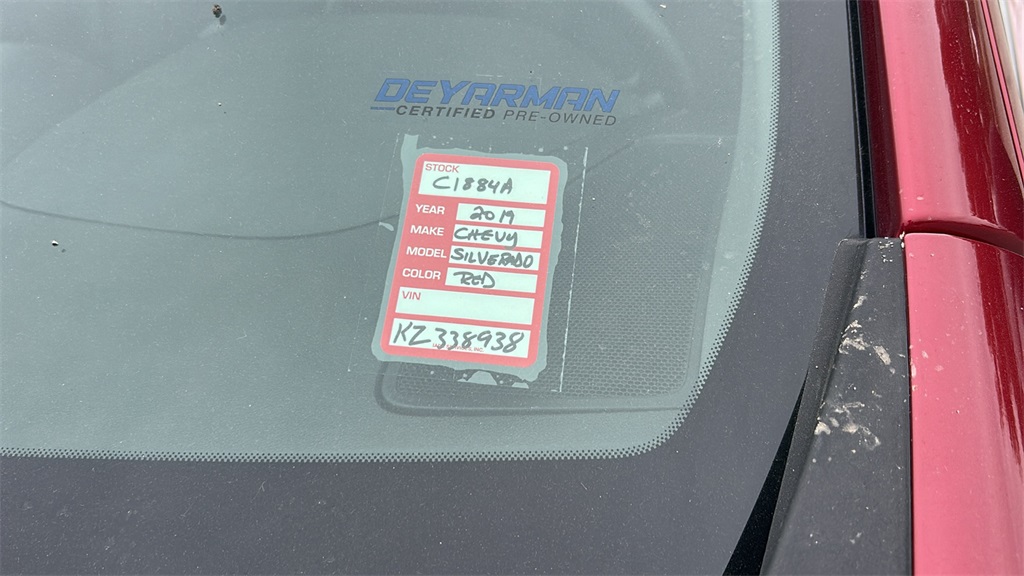 DEYARMAN
CERTIFIED PRE-OWNED
STOCK
C1884A
YEAR 2019
MAKE CHEVY
MODEL SILVERADO
COLOR RED
VIN
KZ338938